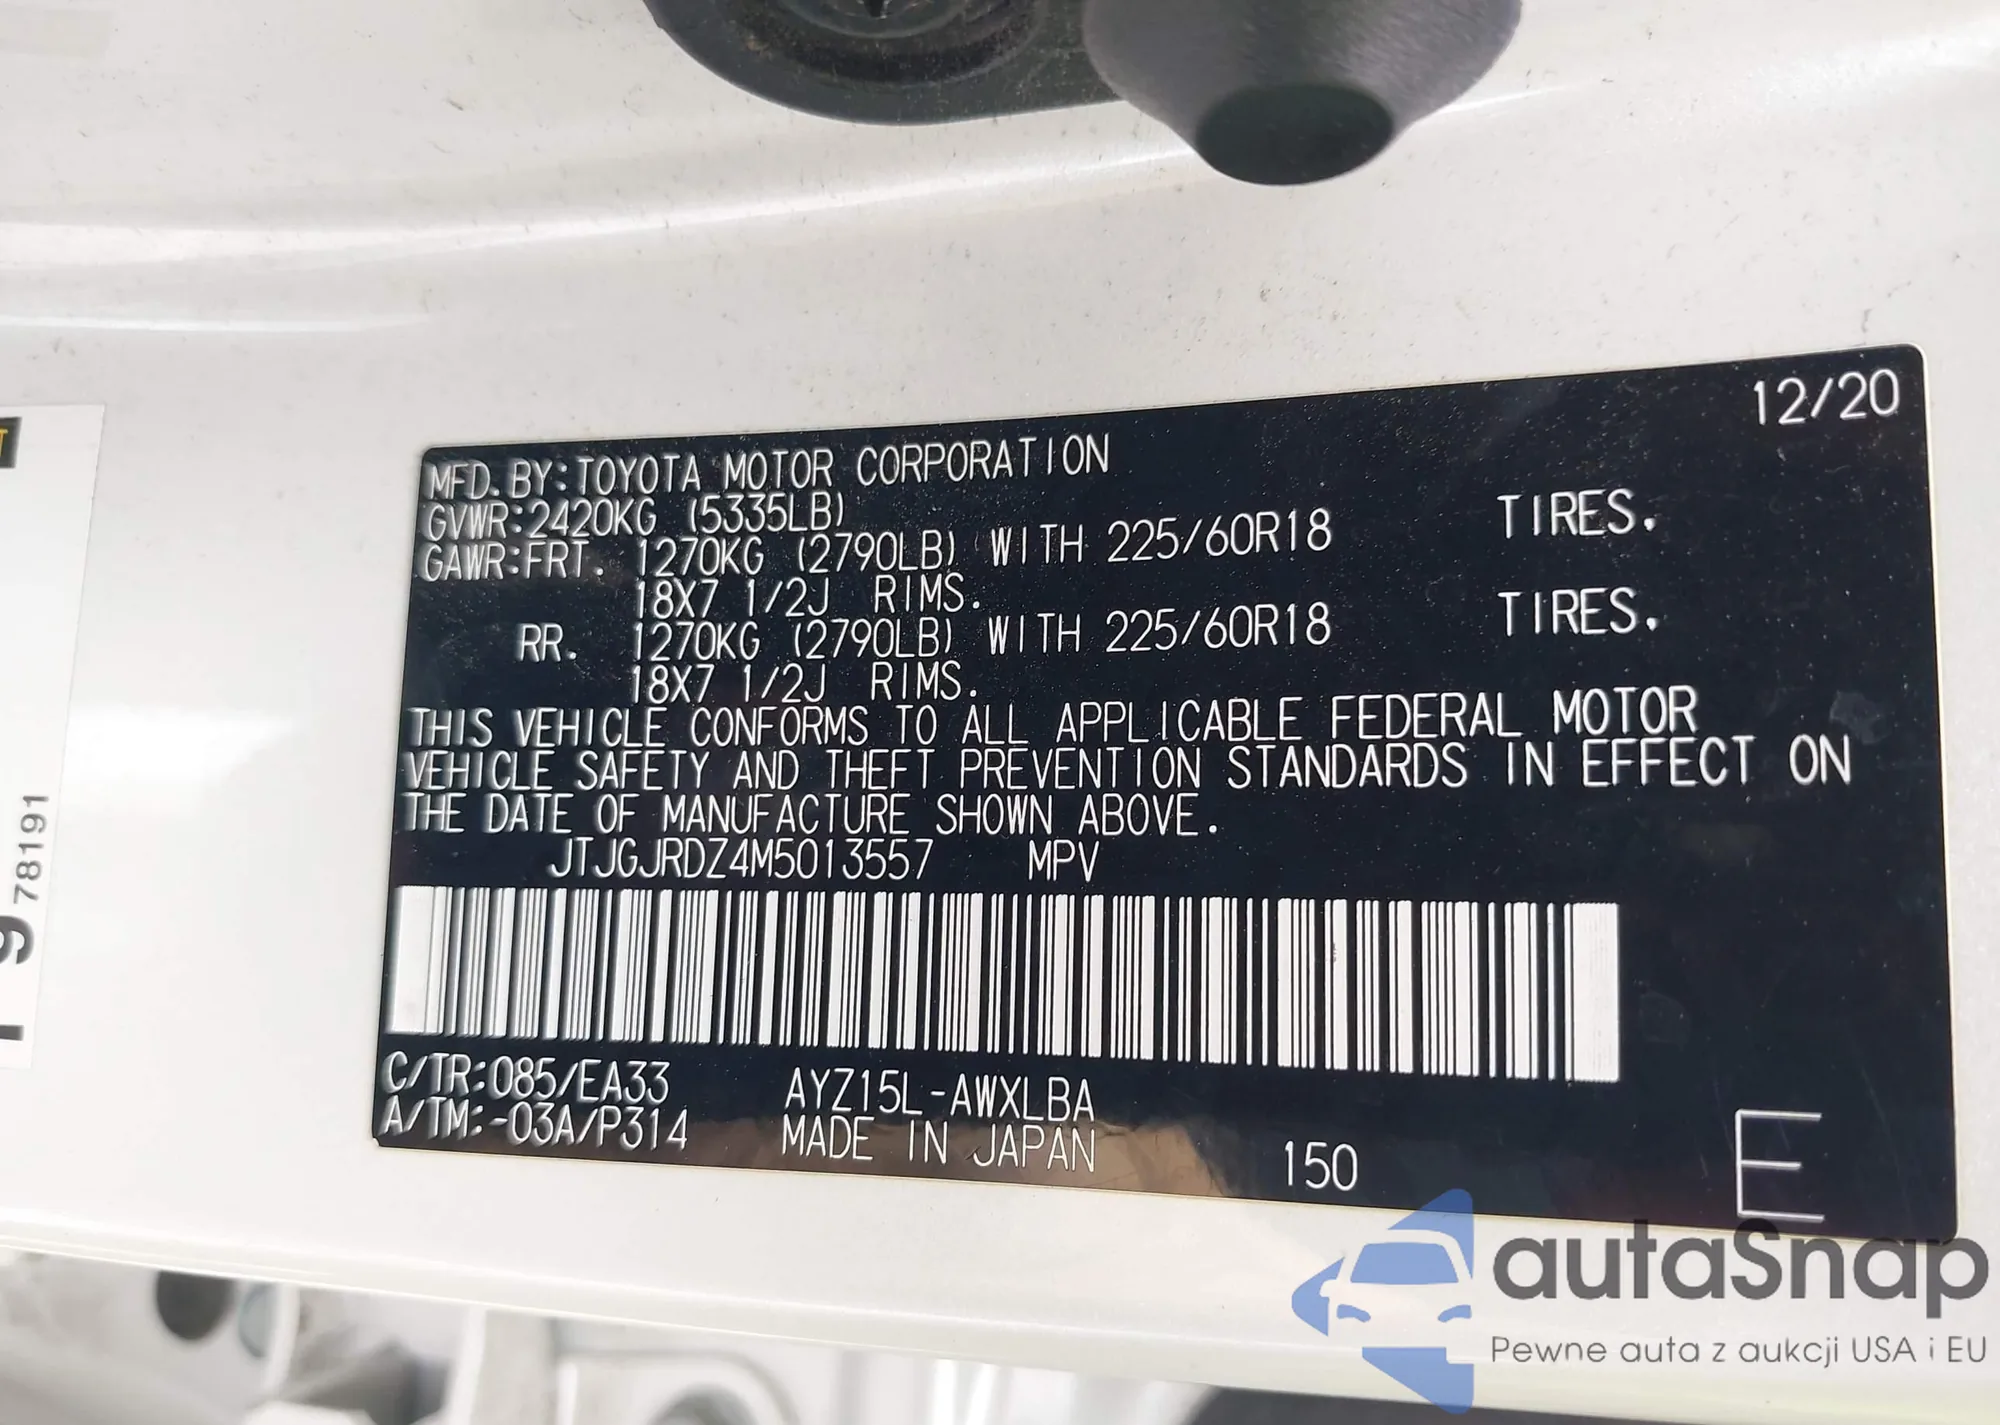 12/20
MFD.BY:TOYOTA MOTOR CORPORATION
GVWR:2420KG (5335LB)
GAWR:FRT. 1270KG (2790LB) WITH 225/60R18 TIRES.
18X7 1/2J RIMS.
RR. 1270KG (2790LB) WITH 225/60R18 TIRES.
18X7 1/2J RIMS.
THIS VEHICLE CONFORMS TO ALL APPLICABLE FEDERAL MOTOR
VEHICLE SAFETY AND THEFT PREVENTION STANDARDS IN EFFECT ON
THE DATE OF MANUFACTURE SHOWN ABOVE.
JTJGJRDZ4M5013557 MPV
C/TR:085/EA33 AYZ15L-AWXLBA
A/TM:-03A/P314 MADE IN JAPAN 150 E
781191
autaSnap
Pewne auta z aukcji USA i EU